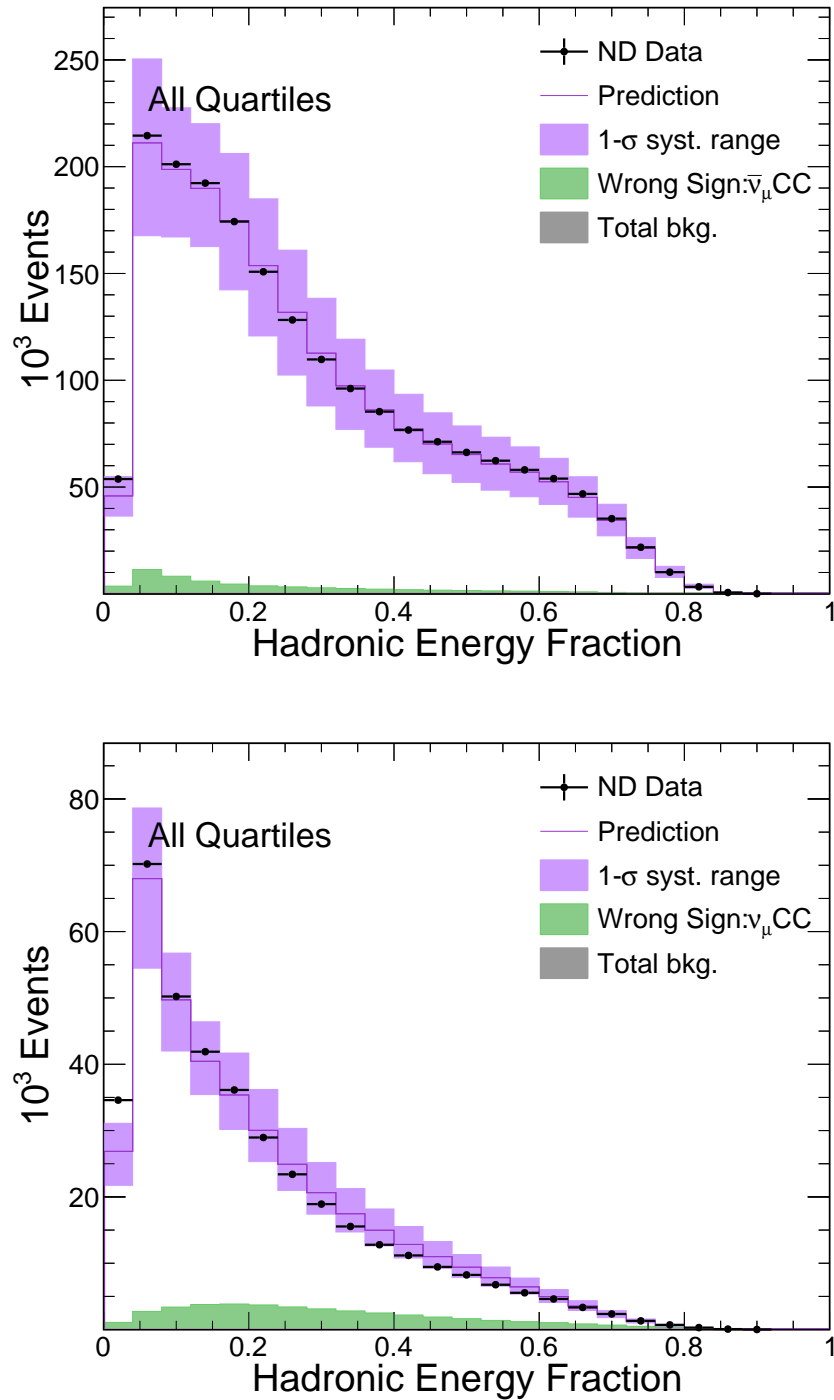 250
200
150
100
50
10³ Events
All Quartiles
ND Data
Prediction
1-σ syst. range
Wrong Sign:ν̅μCC
Total bkg.
0 0.2 0.4 0.6 0.8 1
Hadronic Energy Fraction
80
60
40
20
10³ Events
All Quartiles
ND Data
Prediction
1-σ syst. range
Wrong Sign:νμCC
Total bkg.
0 0.2 0.4 0.6 0.8 1
Hadronic Energy Fraction